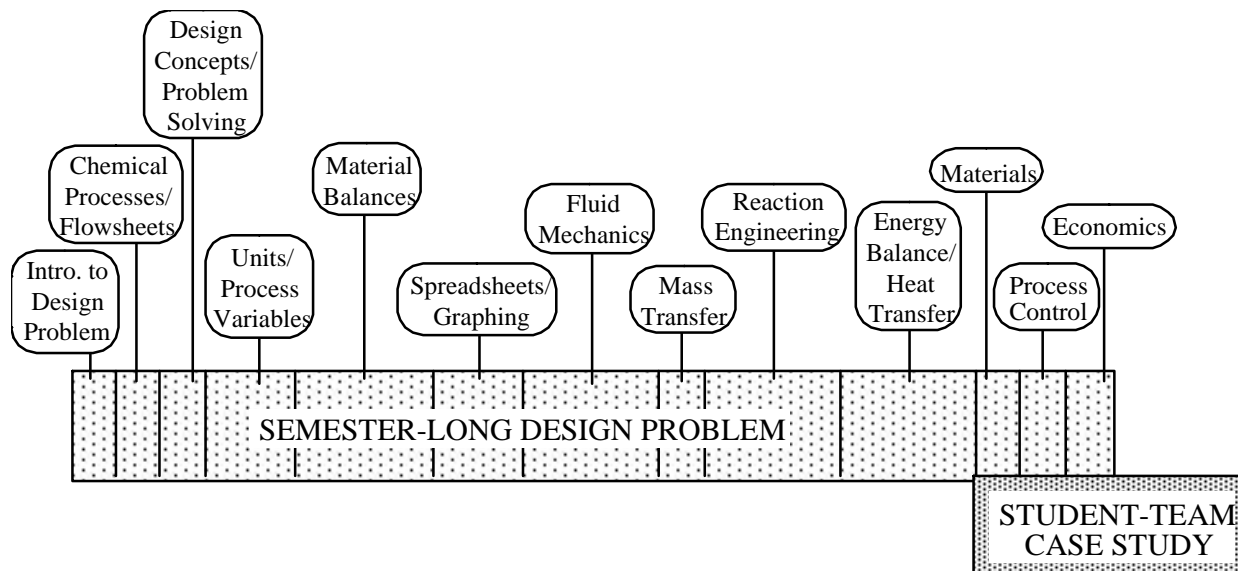 Design
Concepts/
Problem
Solving
Chemical
Processes/
Flowsheets
Intro. to
Design
Problem
Units/
Process
Variables
Material
Balances
Spreadsheets/
Graphing
Fluid
Mechanics
Mass
Transfer
Reaction
Engineering
Energy
Balance/
Heat
Transfer
Materials
Process
Control
Economics
SEMESTER-LONG DESIGN PROBLEM
STUDENT-TEAM
CASE STUDY